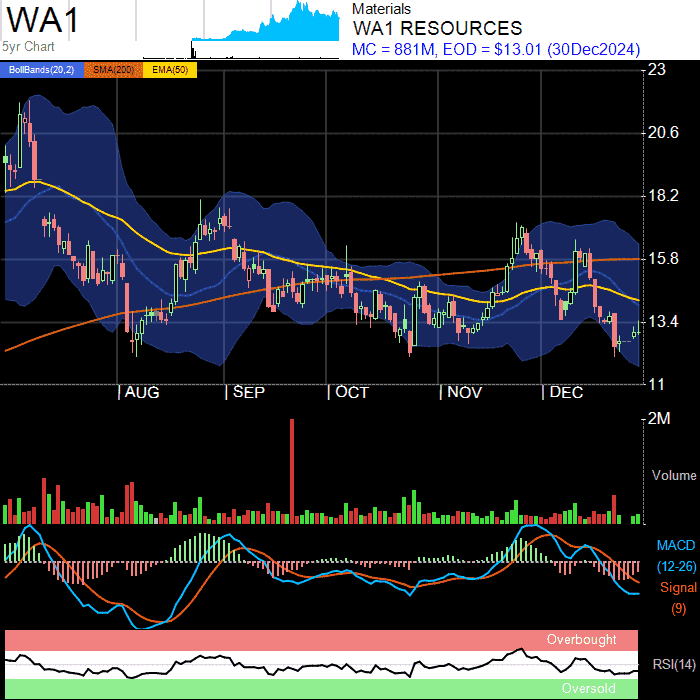 WA1
5yr Chart
Materials
WA1 RESOURCES
MC = 881M, EOD = $13.01 (30Dec2024)
BollBands(20,2) SMA(200) EMA(50)
23
20.6
18.2
15.8
13.4
11
AUG SEP OCT NOV DEC
2M
Volume
MACD
(12-26)
Signal
(9)
Overbought
RSI(14)
Oversold